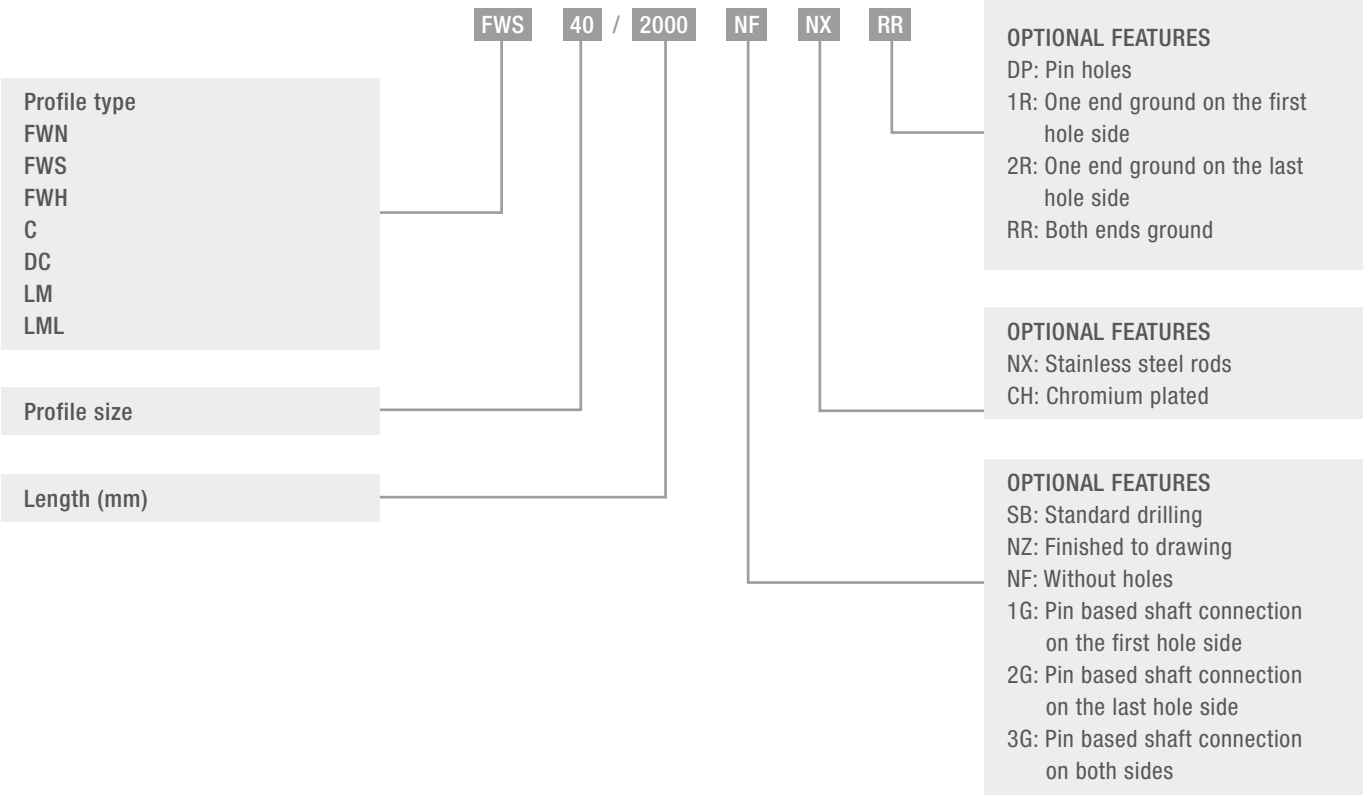 FWS 40 / 2000 NF NX RR
Profile type
FWN
FWS
FWH
C
DC
LM
LML
Profile size
Length (mm)
OPTIONAL FEATURES
DP: Pin holes
1R: One end ground on the first
hole side
2R: One end ground on the last
hole side
RR: Both ends ground
OPTIONAL FEATURES
NX: Stainless steel rods
CH: Chromium plated
OPTIONAL FEATURES
SB: Standard drilling
NZ: Finished to drawing
NF: Without holes
1G: Pin based shaft connection
on the first hole side
2G: Pin based shaft connection
on the last hole side
3G: Pin based shaft connection
on both sides